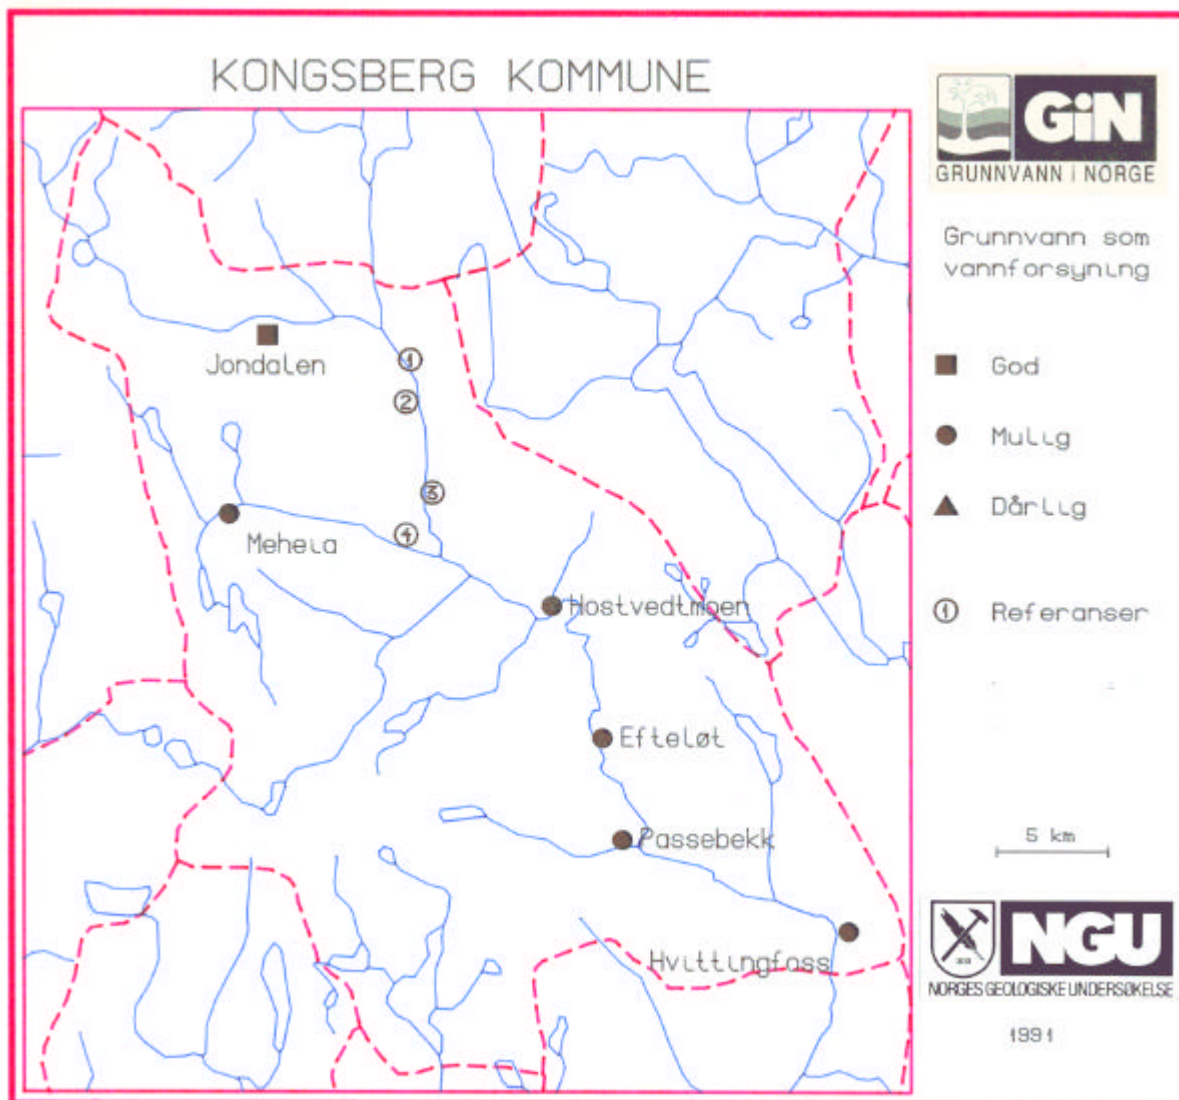 KONGSBERG KOMMUNE
GiN
GRUNNVANN i NORGE
Grunnvann som
vannforsyning
God
Mulig
Dårlig
1 Referanser
Jondalen
1
2
3
4
Meheia
Hostvedtmoen
Efteløt
Passebekk
Hvittingfoss
5 km
NGU
NORGES GEOLOGISKE UNDERSØKELSE
1991